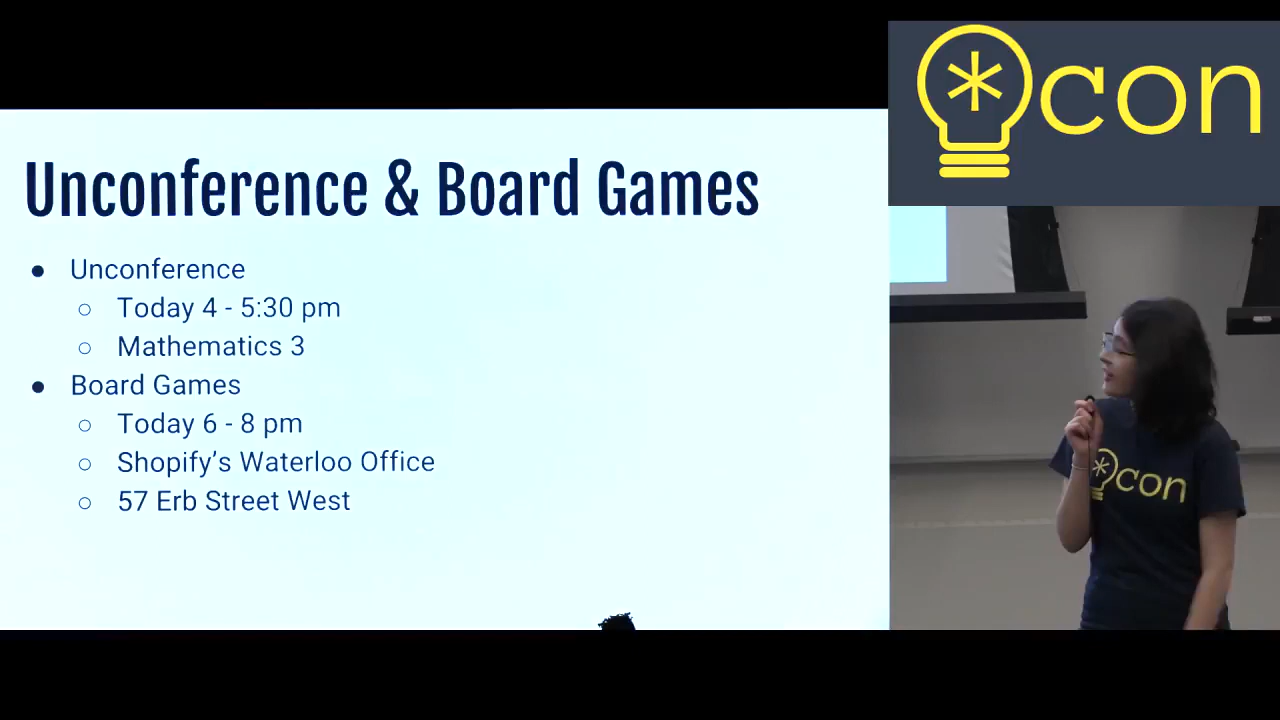 Unconference & Board Games
● Unconference
○ Today 4 - 5:30 pm
○ Mathematics 3
● Board Games
○ Today 6 - 8 pm
○ Shopify’s Waterloo Office
○ 57 Erb Street West
*con
*con